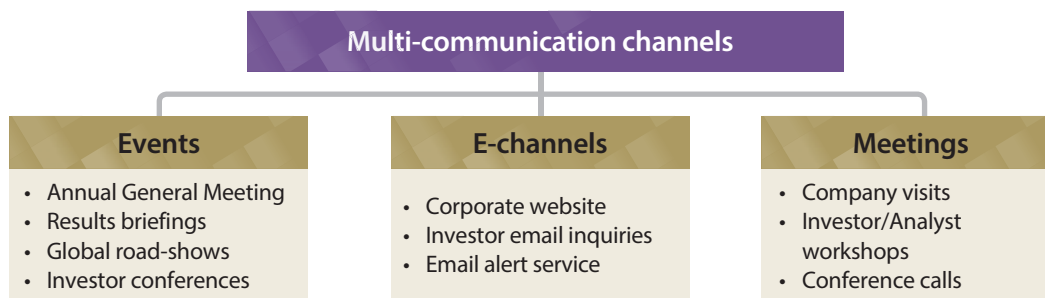 Multi-communication channels
Events
• Annual General Meeting
• Results briefings
• Global road-shows
• Investor conferences
E-channels
• Corporate website
• Investor email inquiries
• Email alert service
Meetings
• Company visits
• Investor/Analyst
workshops
• Conference calls